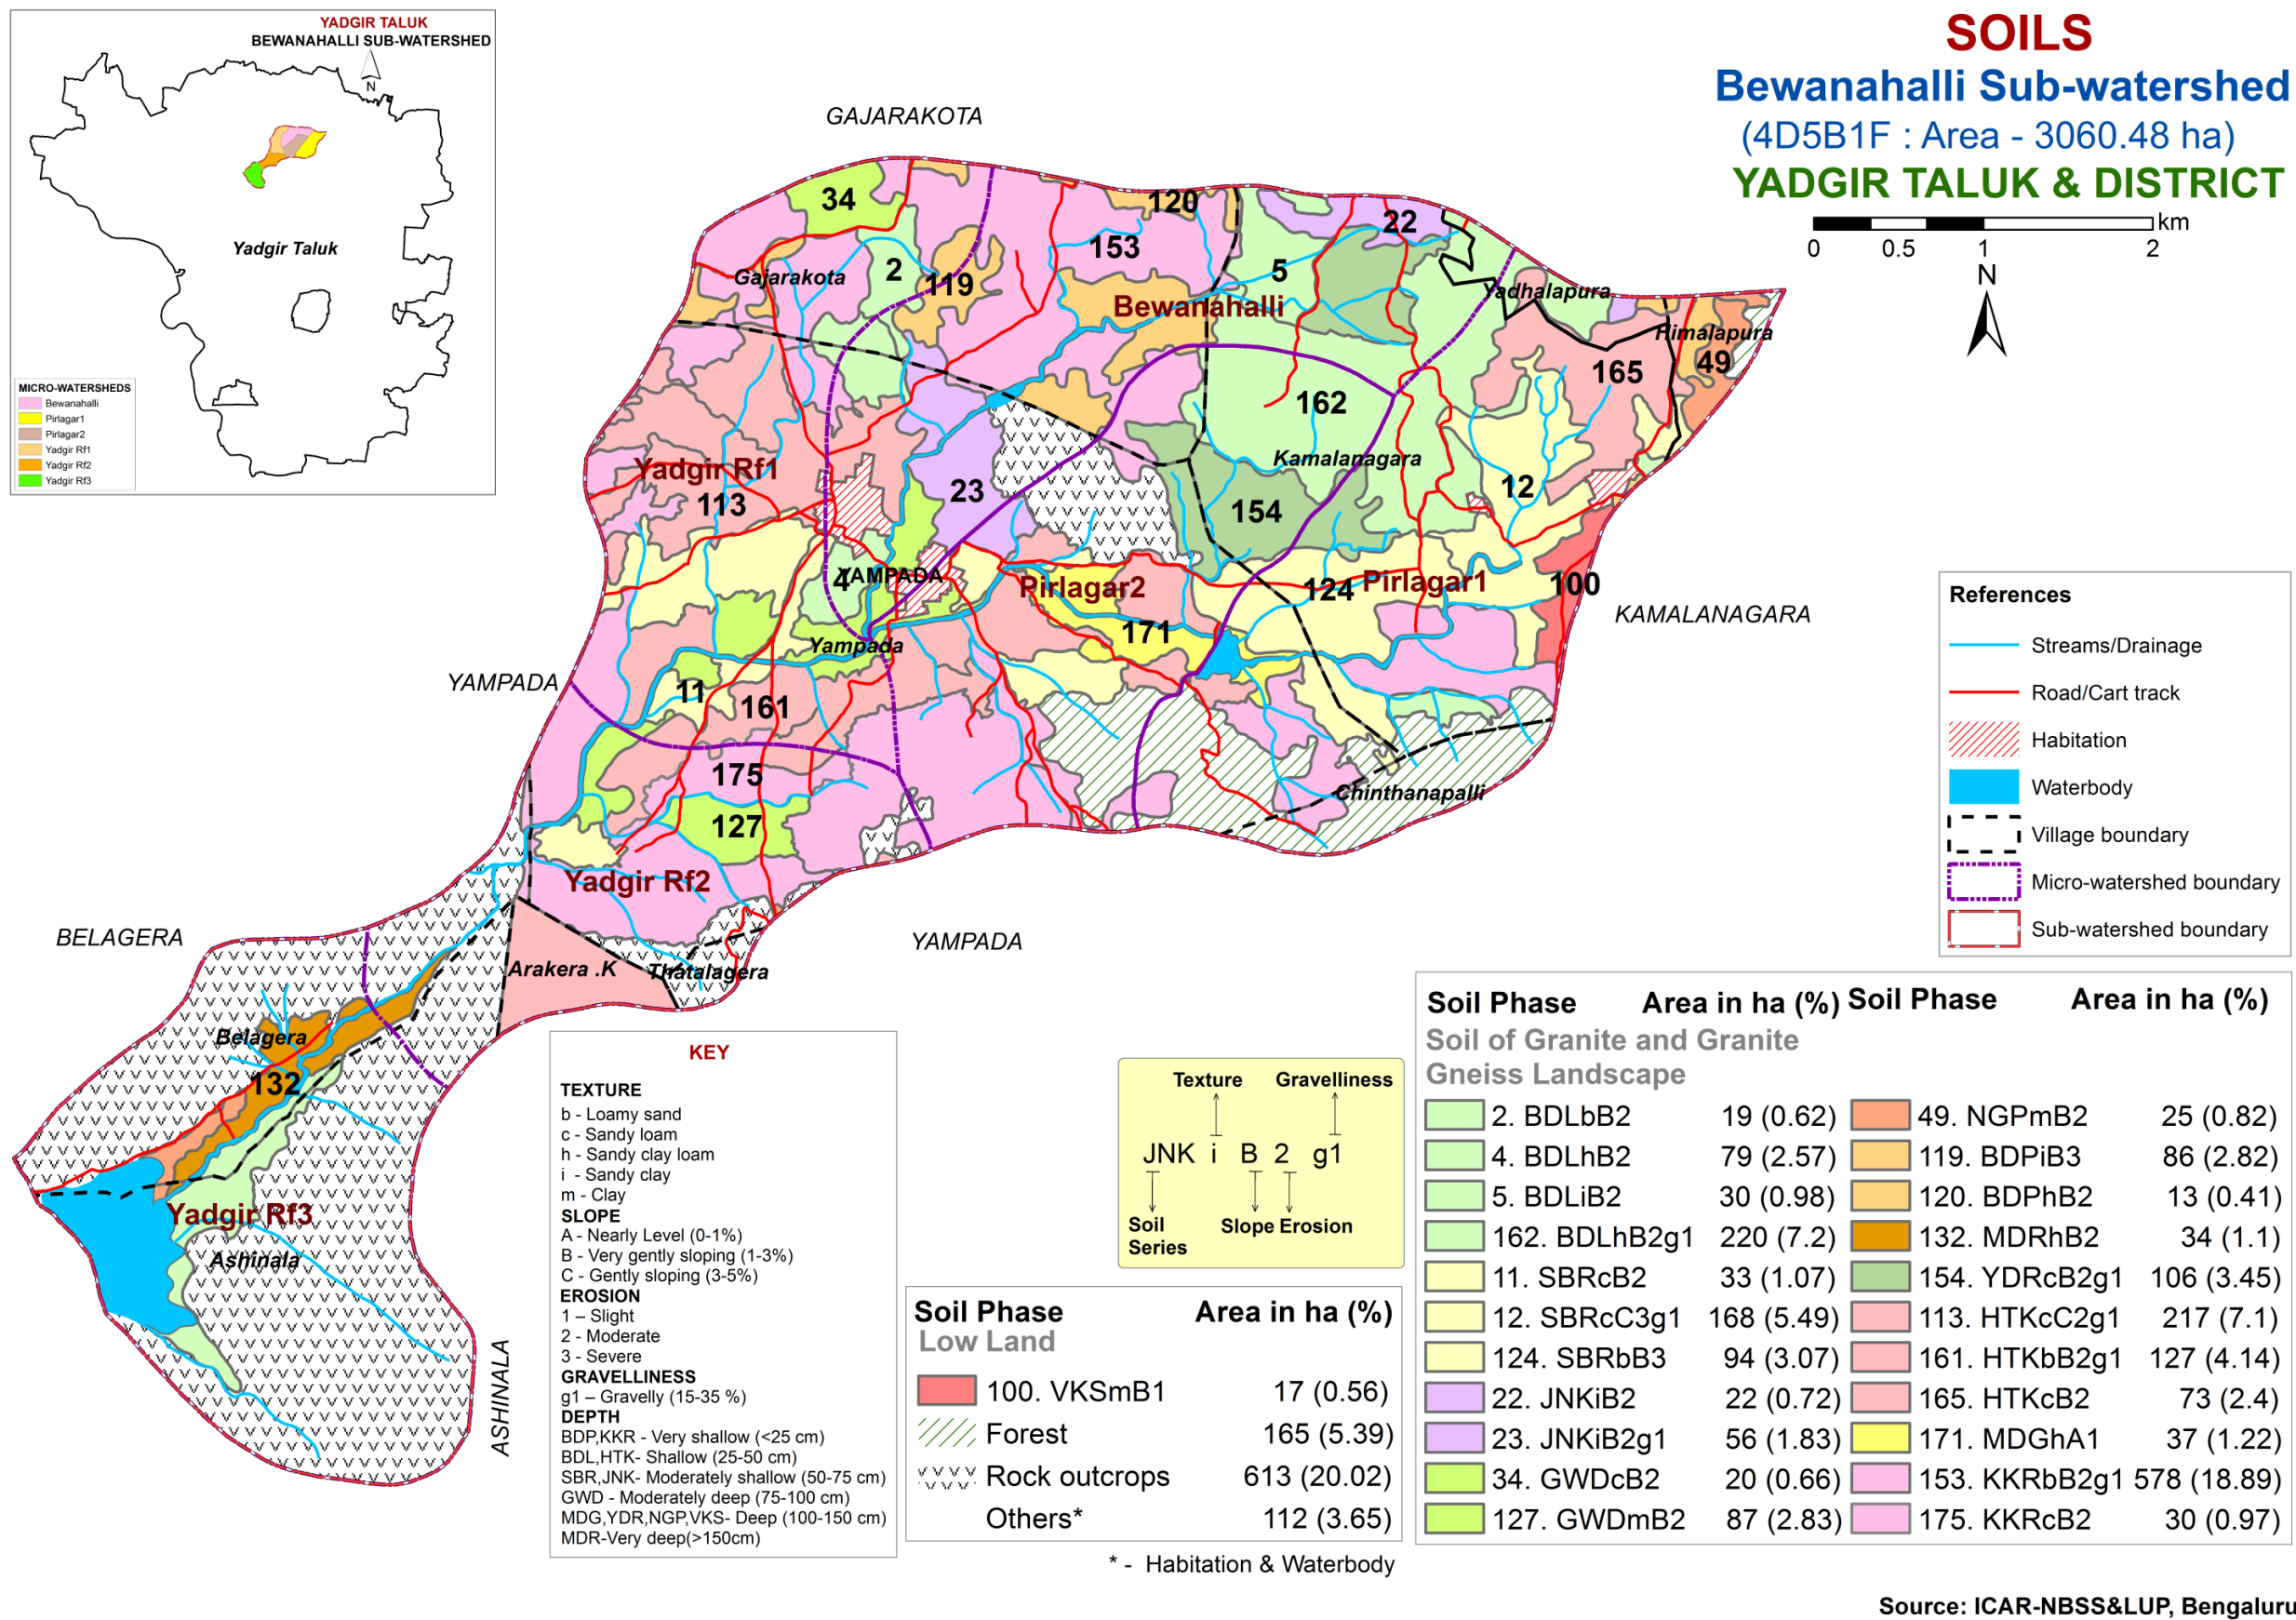 YADGIR TALUK
BEWANAHALLI SUB-WATERSHED
N
Yadgir Taluk
MICRO-WATERSHEDS
Bewanahalli
Pirlagar1
Pirlagar2
Yadgir Rf1
Yadgir Rf2
Yadgir Rf3
SOILS
Bewanahalli Sub-watershed
(4D5B1F : Area - 3060.48 ha)
YADGIR TALUK & DISTRICT
km
0 0.5 1 2
N
GAJARAKOTA
34
120
22
153
Gajarakota
2
119
5
Yadhalapura
Bewanahalli
Rimalapura
49
165
162
Kamalanagara
Yadgir Rf1
113
23
12
154
4
YAMPADA
Pirlagar2
124
Pirlagar1
100
KAMALANAGARA
171
Yampada
YAMPADA
11
161
175
Chinthanapalli
127
Yadgir Rf2
BELAGERA
YAMPADA
Arakera .K
Thatalagera
Belagera
132
Yadgir Rf3
Ashinala
ASHINALA
References
Streams/Drainage
Road/Cart track
Habitation
Waterbody
Village boundary
Micro-watershed boundary
Sub-watershed boundary
KEY
TEXTURE
b - Loamy sand
c - Sandy loam
h - Sandy clay loam
i - Sandy clay
m - Clay
SLOPE
A - Nearly Level (0-1%)
B - Very gently sloping (1-3%)
C - Gently sloping (3-5%)
EROSION
1 – Slight
2 - Moderate
3 - Severe
GRAVELLINESS
g1 – Gravelly (15-35 %)
DEPTH
BDP,KKR - Very shallow (<25 cm)
BDL,HTK- Shallow (25-50 cm)
SBR,JNK- Moderately shallow (50-75 cm)
GWD - Moderately deep (75-100 cm)
MDG,YDR,NGP,VKS- Deep (100-150 cm)
MDR-Very deep(>150cm)
Texture Gravelliness
JNK i B 2 g1
Soil Series Slope Erosion
Soil Phase Area in ha (%)
Low Land
100. VKSmB1 17 (0.56)
Forest 165 (5.39)
Rock outcrops 613 (20.02)
Others* 112 (3.65)
* - Habitation & Waterbody
Soil Phase Area in ha (%) Soil Phase Area in ha (%)
Soil of Granite and Granite
Gneiss Landscape
2. BDLbB2 19 (0.62) 49. NGPmB2 25 (0.82)
4. BDLhB2 79 (2.57) 119. BDPiB3 86 (2.82)
5. BDLiB2 30 (0.98) 120. BDPhB2 13 (0.41)
162. BDLhB2g1 220 (7.2) 132. MDRhB2 34 (1.1)
11. SBRcB2 33 (1.07) 154. YDRcB2g1 106 (3.45)
12. SBRcC3g1 168 (5.49) 113. HTKcC2g1 217 (7.1)
124. SBRbB3 94 (3.07) 161. HTKbB2g1 127 (4.14)
22. JNKiB2 22 (0.72) 165. HTKcB2 73 (2.4)
23. JNKiB2g1 56 (1.83) 171. MDGhA1 37 (1.22)
34. GWDcB2 20 (0.66) 153. KKRbB2g1 578 (18.89)
127. GWDmB2 87 (2.83) 175. KKRcB2 30 (0.97)
Source: ICAR-NBSS&LUP, Bengaluru